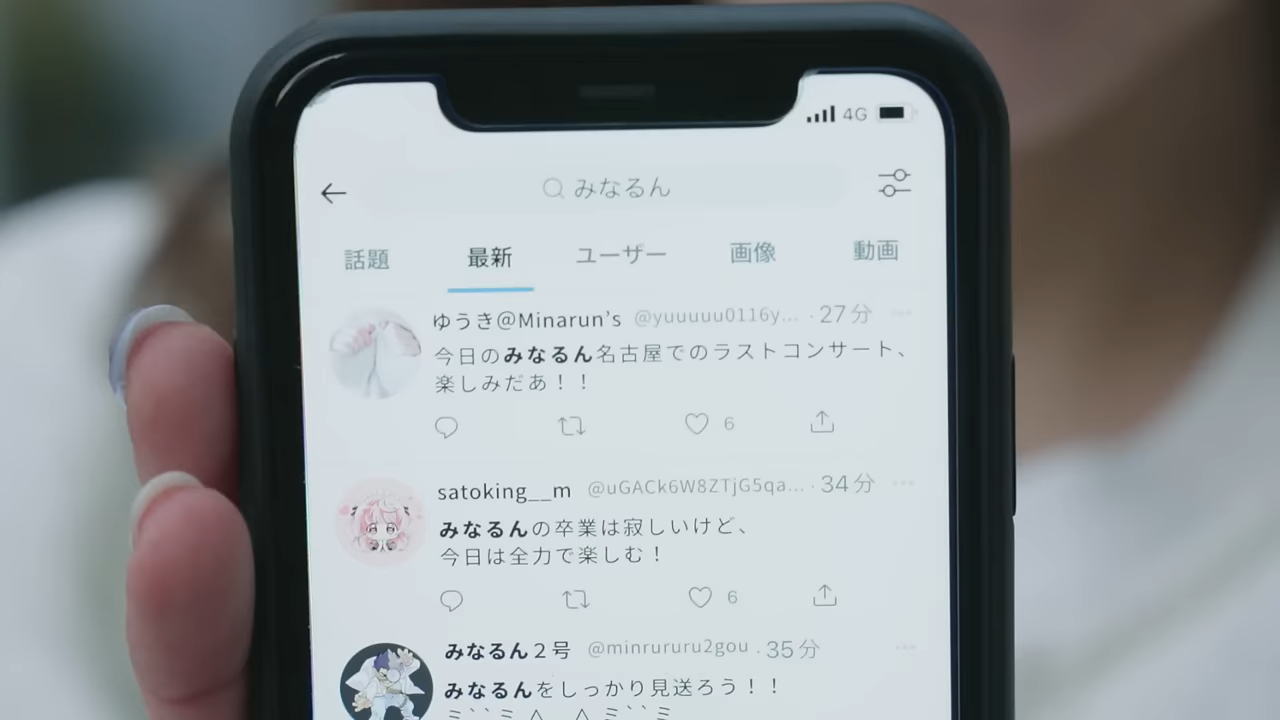 4G
みなるん
話題 最新 ユーザー 画像 動画
ゆうき@Minarun's @yuuuuu0116y... · 27分
今日のみなるん名古屋でのラストコンサート、
楽しみだあ！！
6
satoking__m @uGACk6W8ZTjG5qa... · 34分
みなるんの卒業は寂しいけど、
今日は全力で楽しむ！
6
みなるん２号 @minrururu2gou . 35分
みなるんをしっかり見送ろう！！